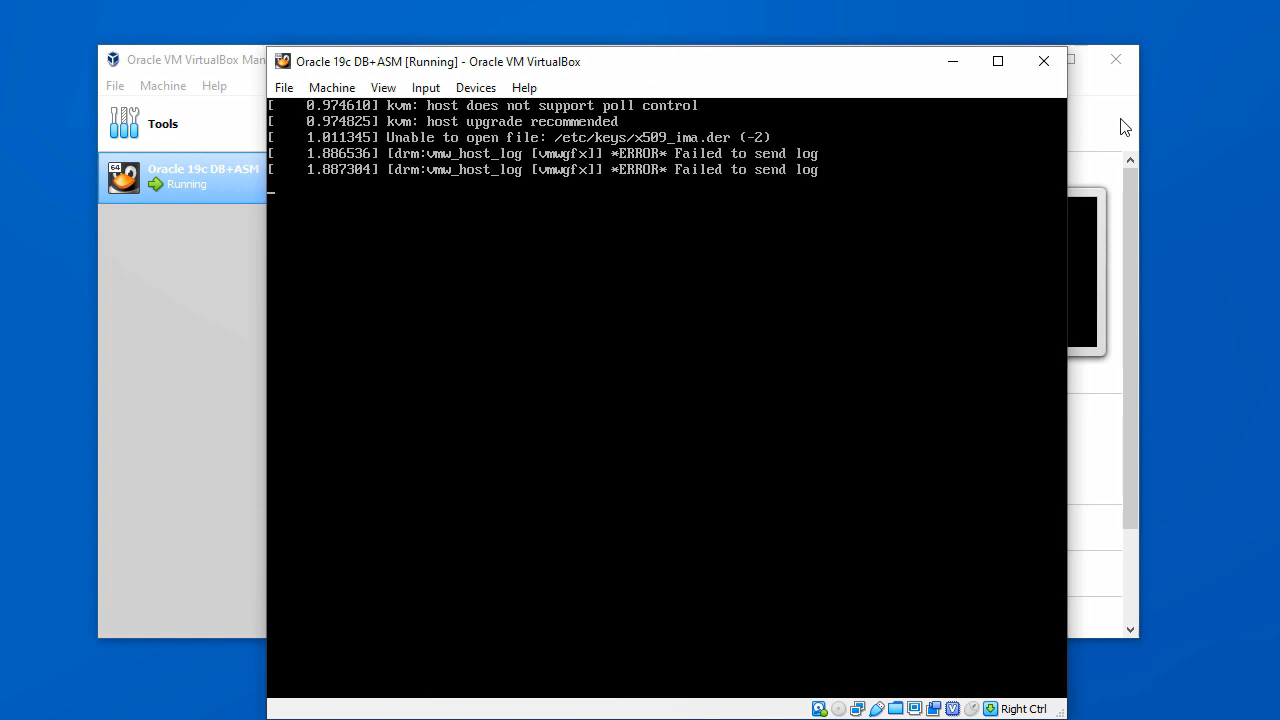 Oracle VM VirtualBox Man
File Machine Help
Tools
64
Oracle 19c DB+ASM
Running
Oracle 19c DB+ASM [Running] - Oracle VM VirtualBox
File Machine View Input Devices Help
[    0.974610] kvm: host does not support poll control
[    0.974825] kvm: host upgrade recommended
[    1.011345] Unable to open file: /etc/keys/x509_ima.der (-2)
[    1.886536] [drm:vmw_host_log [vmwgfx]] *ERROR* Failed to send log
[    1.887304] [drm:vmw_host_log [vmwgfx]] *ERROR* Failed to send log
Right Ctrl